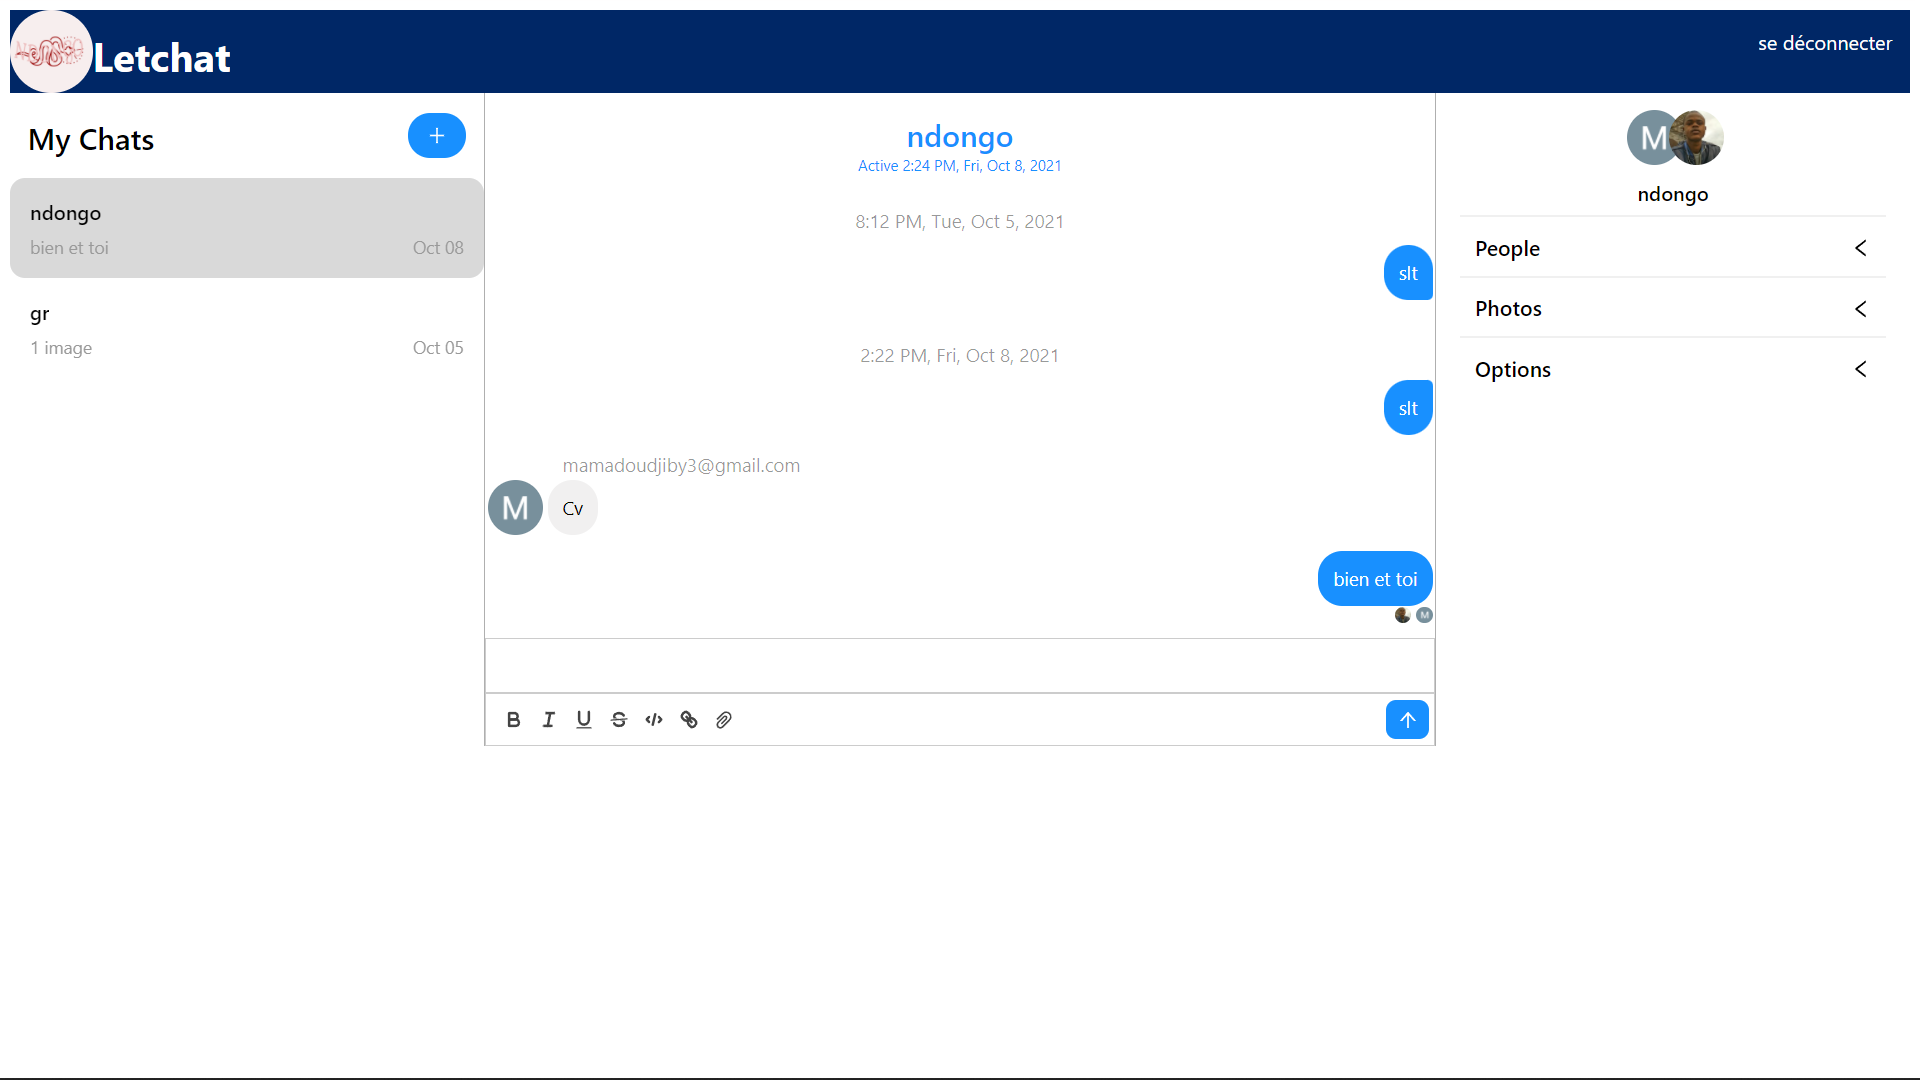 Letchat
se déconnecter
My Chats
ndongo
bien et toi
Oct 08
gr
1 image
Oct 05
ndongo
Active 2:24 PM, Fri, Oct 8, 2021
8:12 PM, Tue, Oct 5, 2021
slt
2:22 PM, Fri, Oct 8, 2021
slt
mamadoudjiby3@gmail.com
M
Cv
bien et toi
M
B I U S </>
M
ndongo
People
Photos
Options